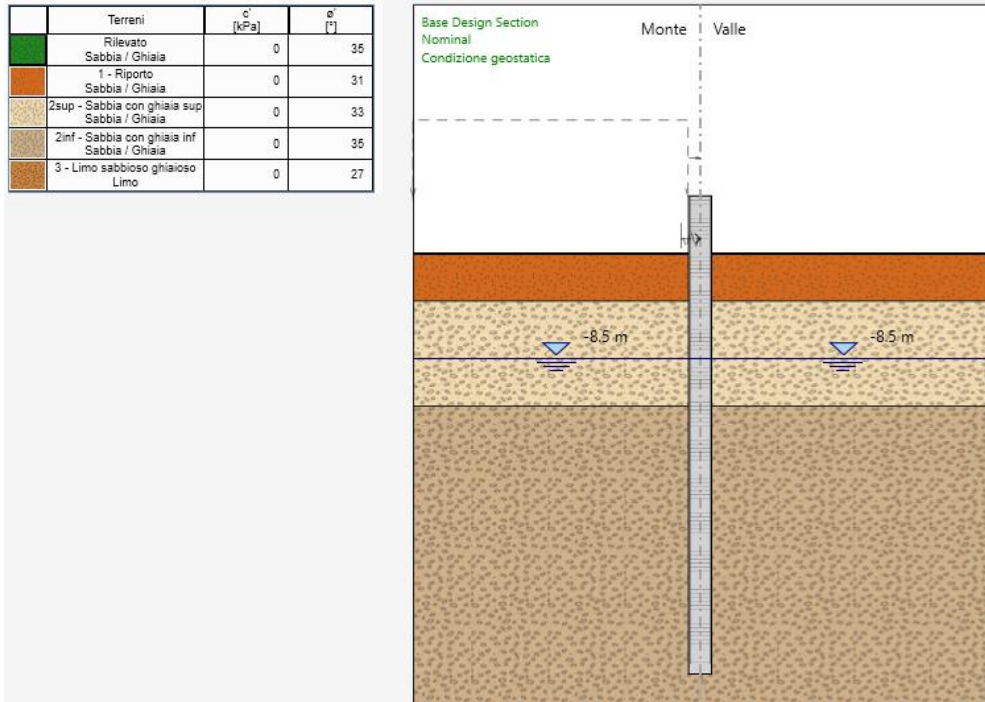 Terreni c' ø'
[kPa] [°]
Rilevato
Sabbia / Ghiaia 0 35
1 - Riporto
Sabbia / Ghiaia 0 31
2sup - Sabbia con ghiaia sup
Sabbia / Ghiaia 0 33
2inf - Sabbia con ghiaia inf
Sabbia / Ghiaia 0 35
3 - Limo sabbioso ghiaioso
Limo 0 27
Base Design Section
Nominal
Condizione geostatica
Monte Valle
-8.5 m -8.5 m